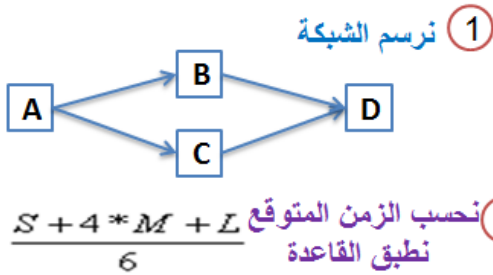 1 نرسم الشبكة
B
A
D
C
نحسب الزمن المتوقع
نطبق القاعدة
S+4*M+L
6